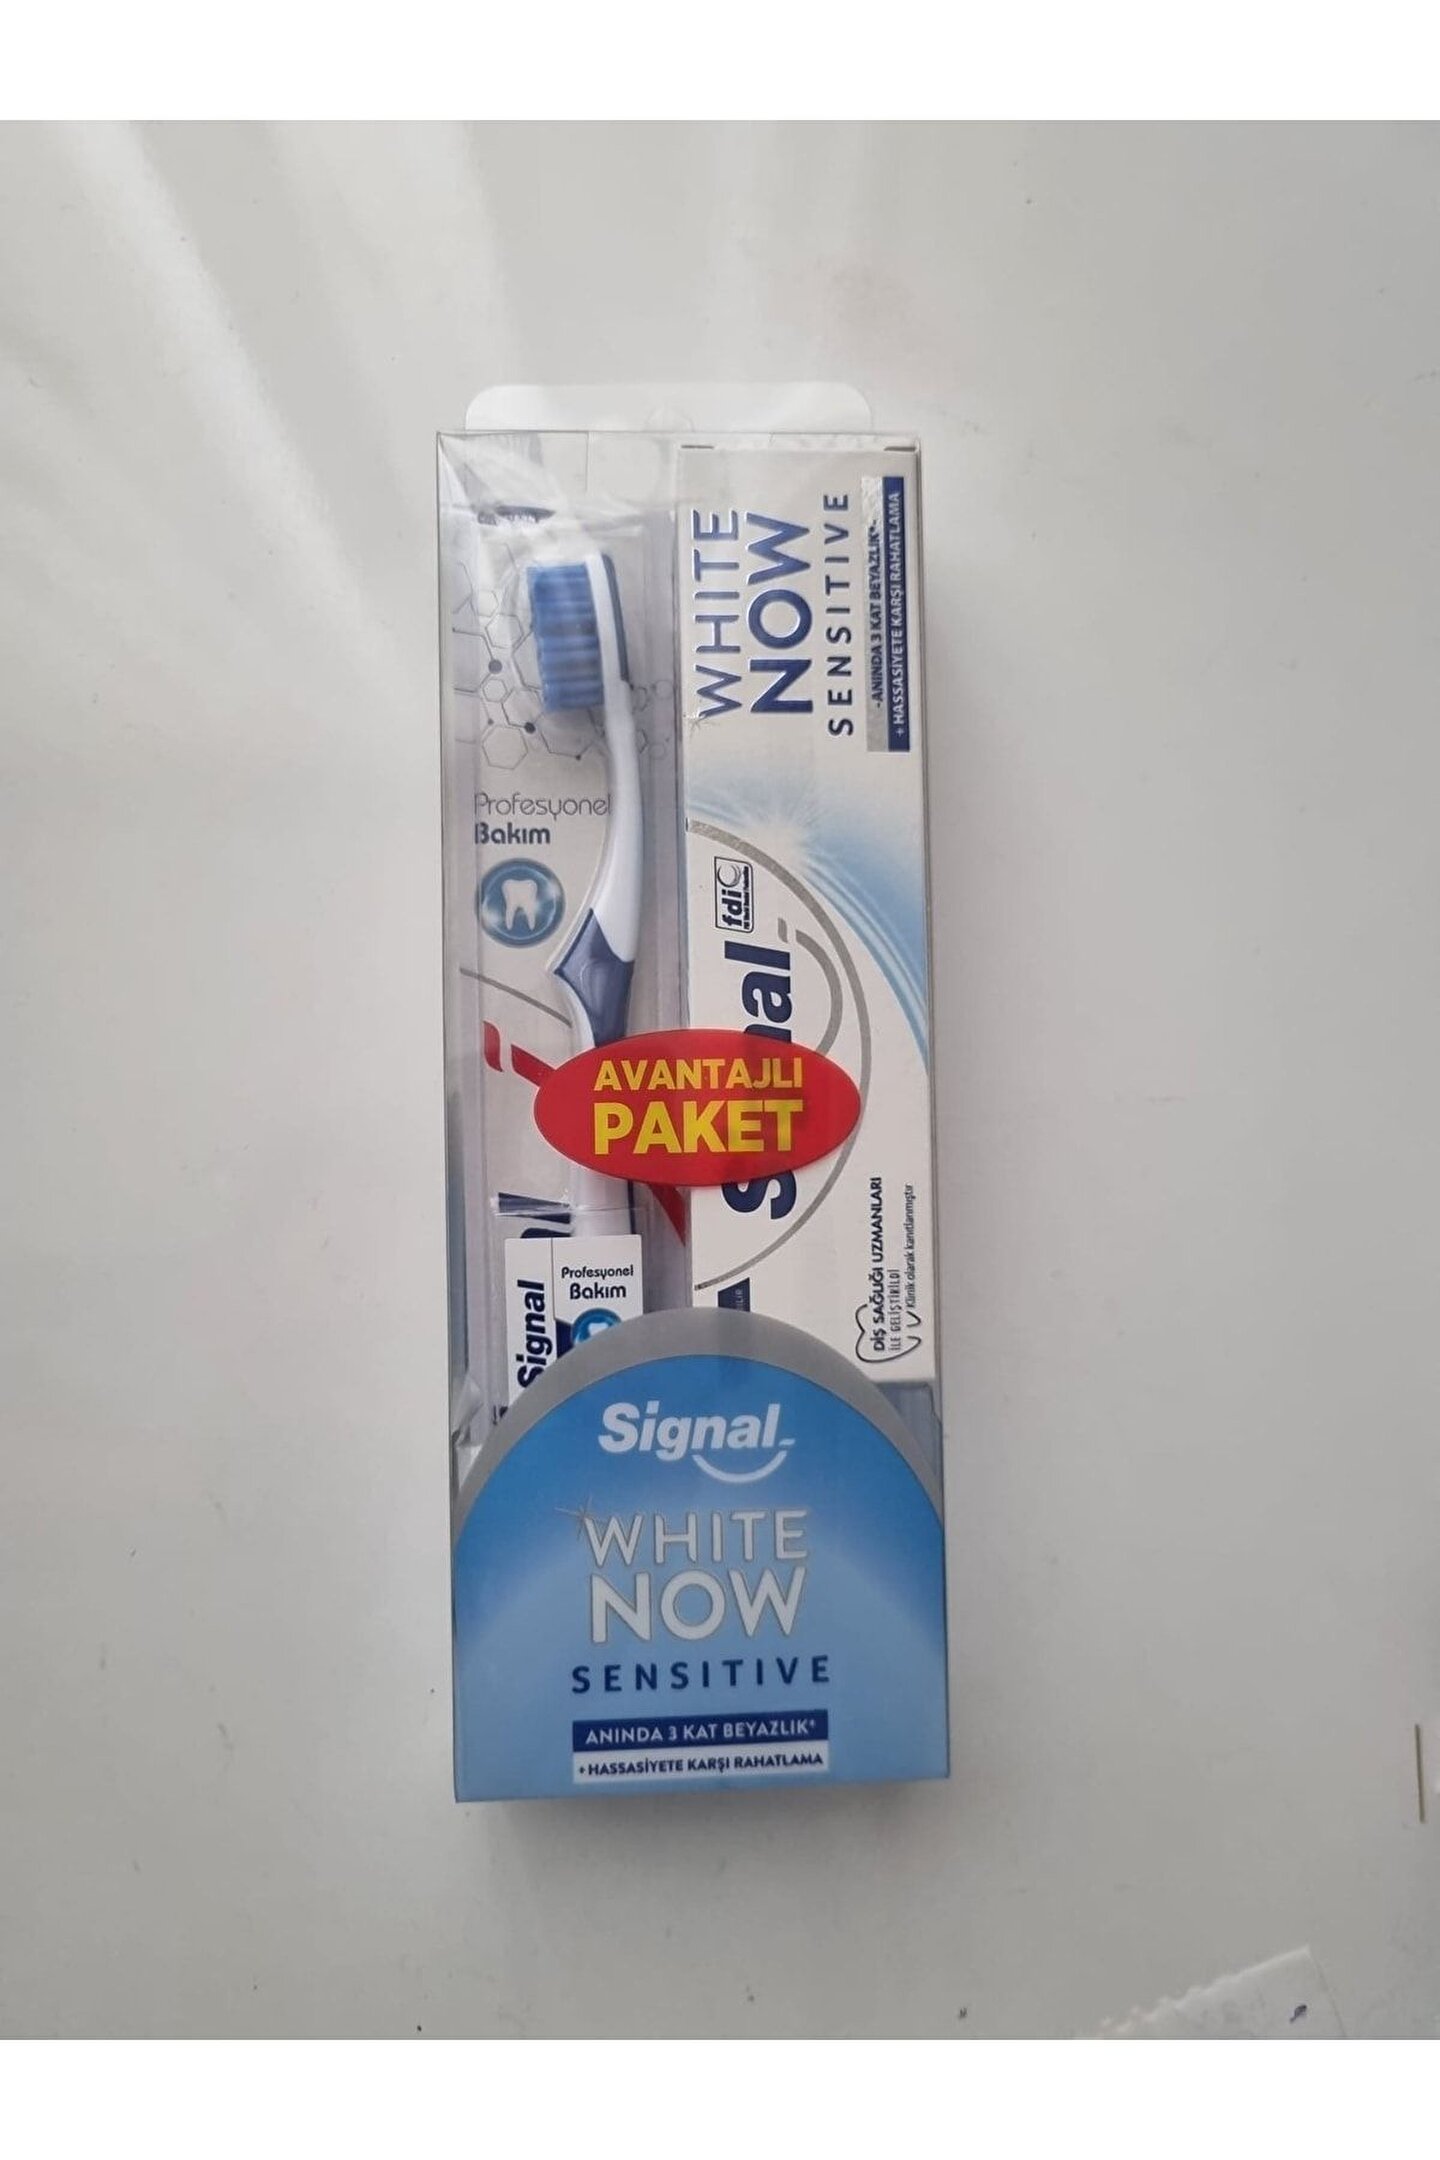 WHITE
NOW
SENSITIVE
-ANINDA 3 KAT BEYAZLIK*-
+ HASSASİYETE KARŞI RAHATLAMA
Profesyonel
Bakım
fdi
Signal
AVANTAJLI
PAKET
DİŞ SAĞLIĞI UZMANLARI
İLE GELİŞTİRİLDİ
Klinik olarak kanıtlanmıştır
Signal
Profesyonel
Bakım
Signal
WHITE
NOW
SENSITIVE
ANINDA 3 KAT BEYAZLIK*
+ HASSASİYETE KARŞI RAHATLAMA